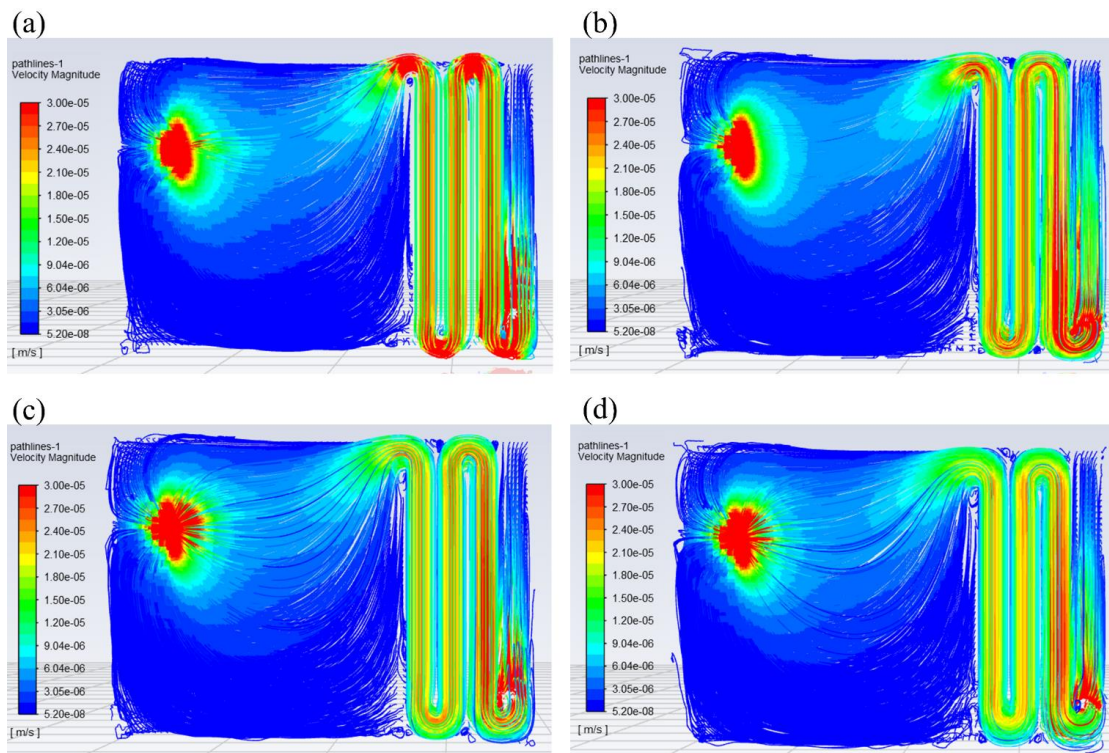 (a)
pathlines-1
Velocity Magnitude
3.00e-05
2.70e-05
2.40e-05
2.10e-05
1.80e-05
1.50e-05
1.20e-05
9.04e-06
6.04e-06
3.05e-06
5.20e-08
[ m/s ]
(b)
pathlines-1
Velocity Magnitude
3.00e-05
2.70e-05
2.40e-05
2.10e-05
1.80e-05
1.50e-05
1.20e-05
9.04e-06
6.04e-06
3.05e-06
5.20e-08
[ m/s ]
(c)
pathlines-1
Velocity Magnitude
3.00e-05
2.70e-05
2.40e-05
2.10e-05
1.80e-05
1.50e-05
1.20e-05
9.04e-06
6.04e-06
3.05e-06
5.20e-08
[ m/s ]
(d)
pathlines-1
Velocity Magnitude
3.00e-05
2.70e-05
2.40e-05
2.10e-05
1.80e-05
1.50e-05
1.20e-05
9.04e-06
6.04e-06
3.05e-06
5.20e-08
[ m/s ]